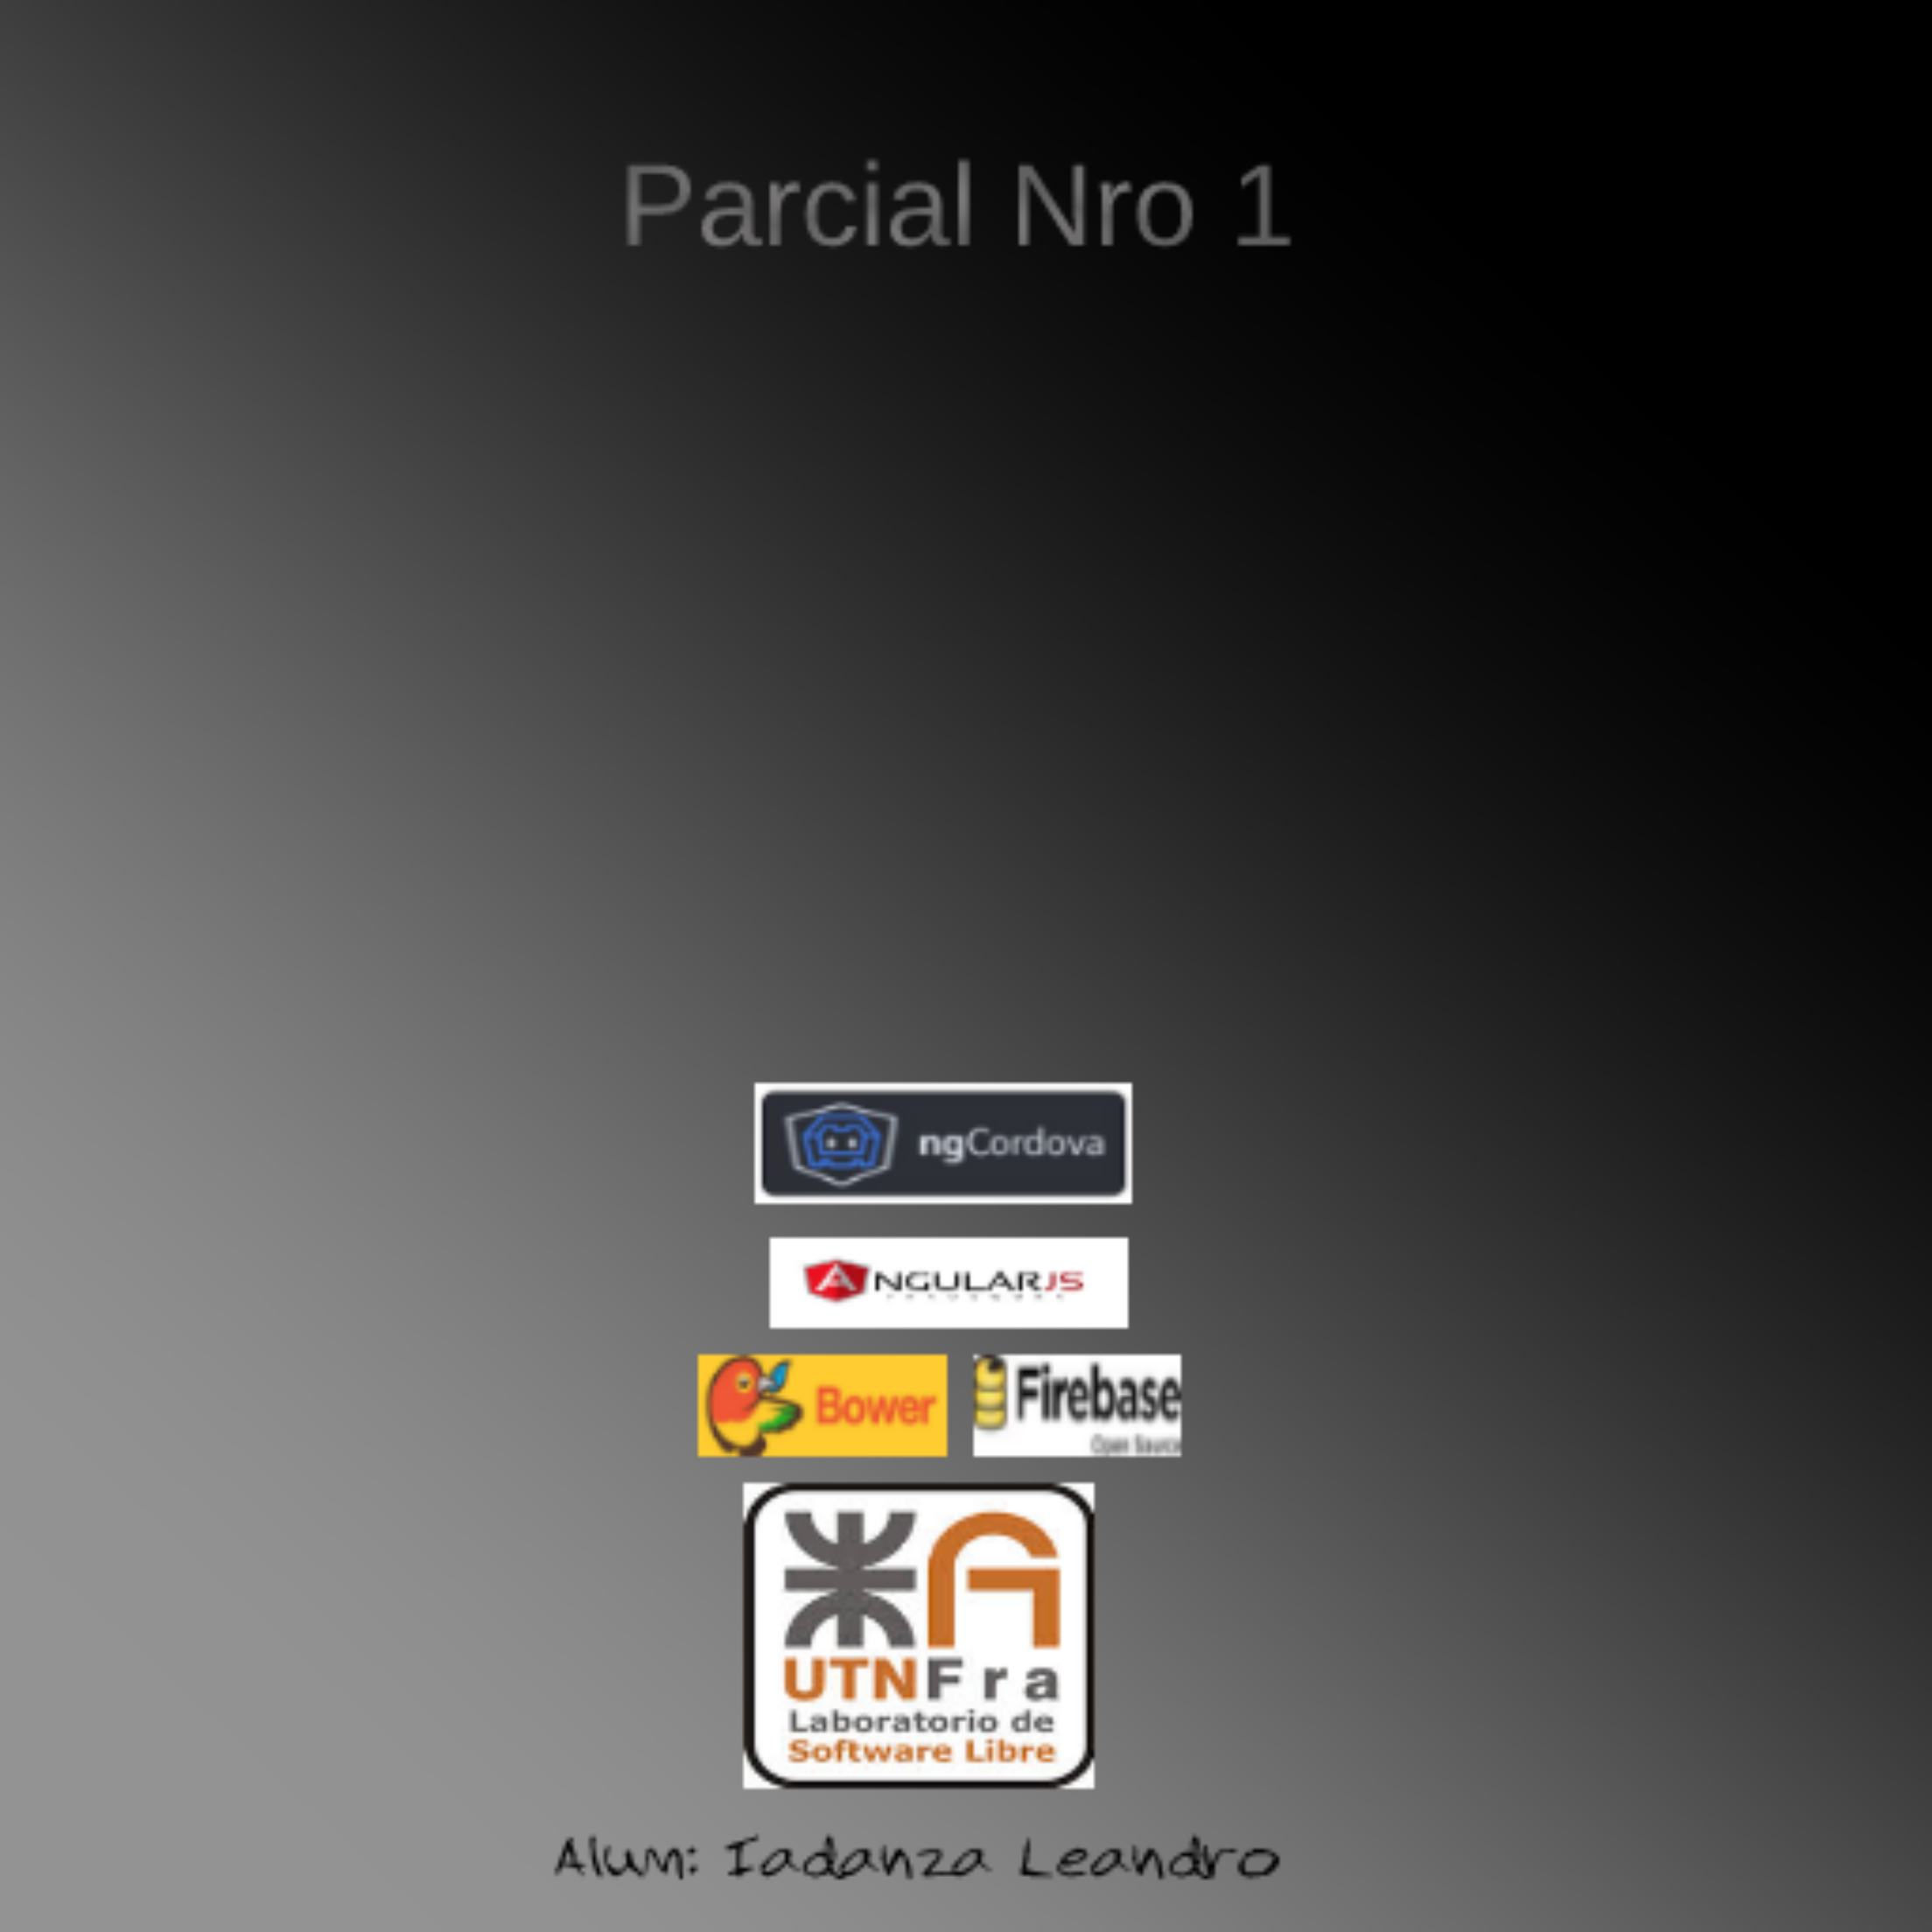 Parcial Nro 1
ngCordova
ANGULARJS
Bower
Firebase
Open Source
UTNFra
Laboratorio de
Software Libre
Alum: Iadanza Leandro